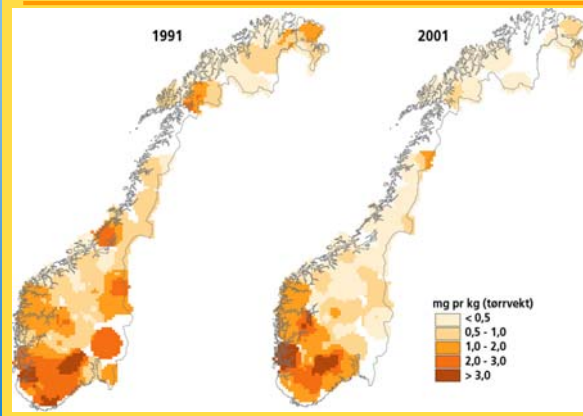 1991
2001
mg pr kg (tørrvekt)
< 0,5
0,5 - 1,0
1,0 - 2,0
2,0 - 3,0
> 3,0